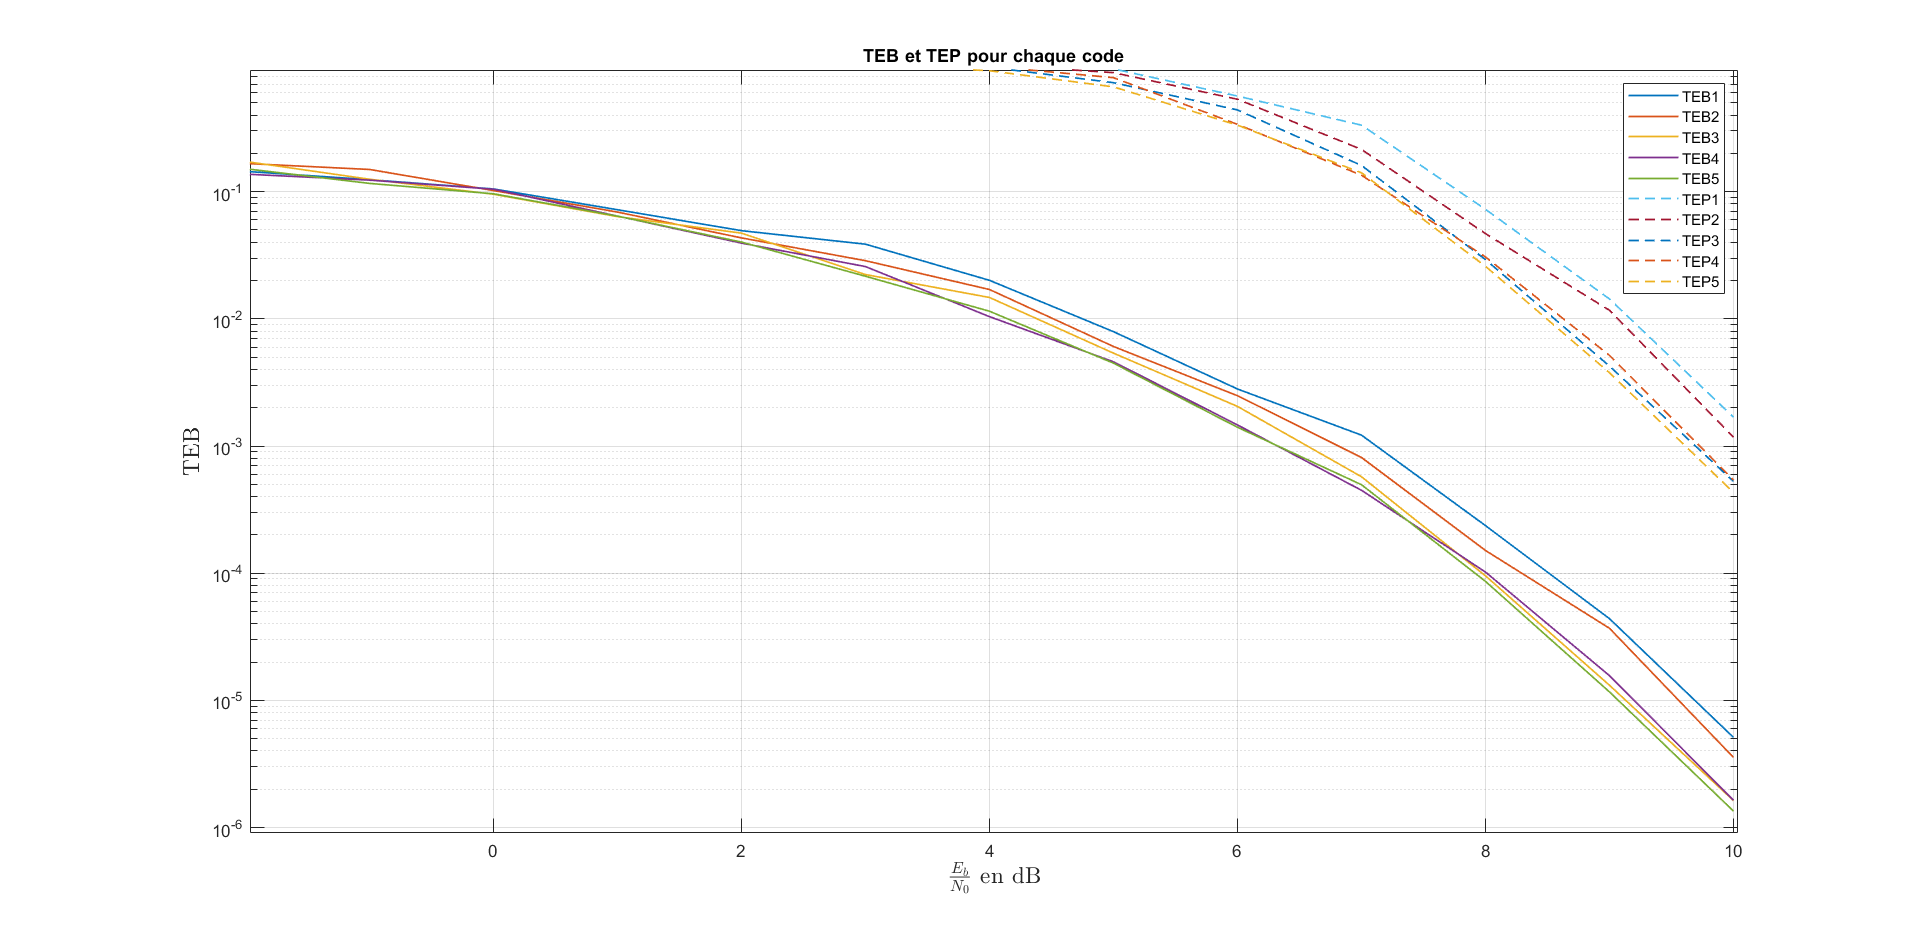 TEB et TEP pour chaque code
TEB1
TEB2
TEB3
TEB4
TEB5
TEP1
TEP2
TEP3
TEP4
TEP5
10^-1
10^-2
10^-3
10^-4
10^-5
10^-6
TEB
0 2 4 6 8 10
E_b/N_0 en dB